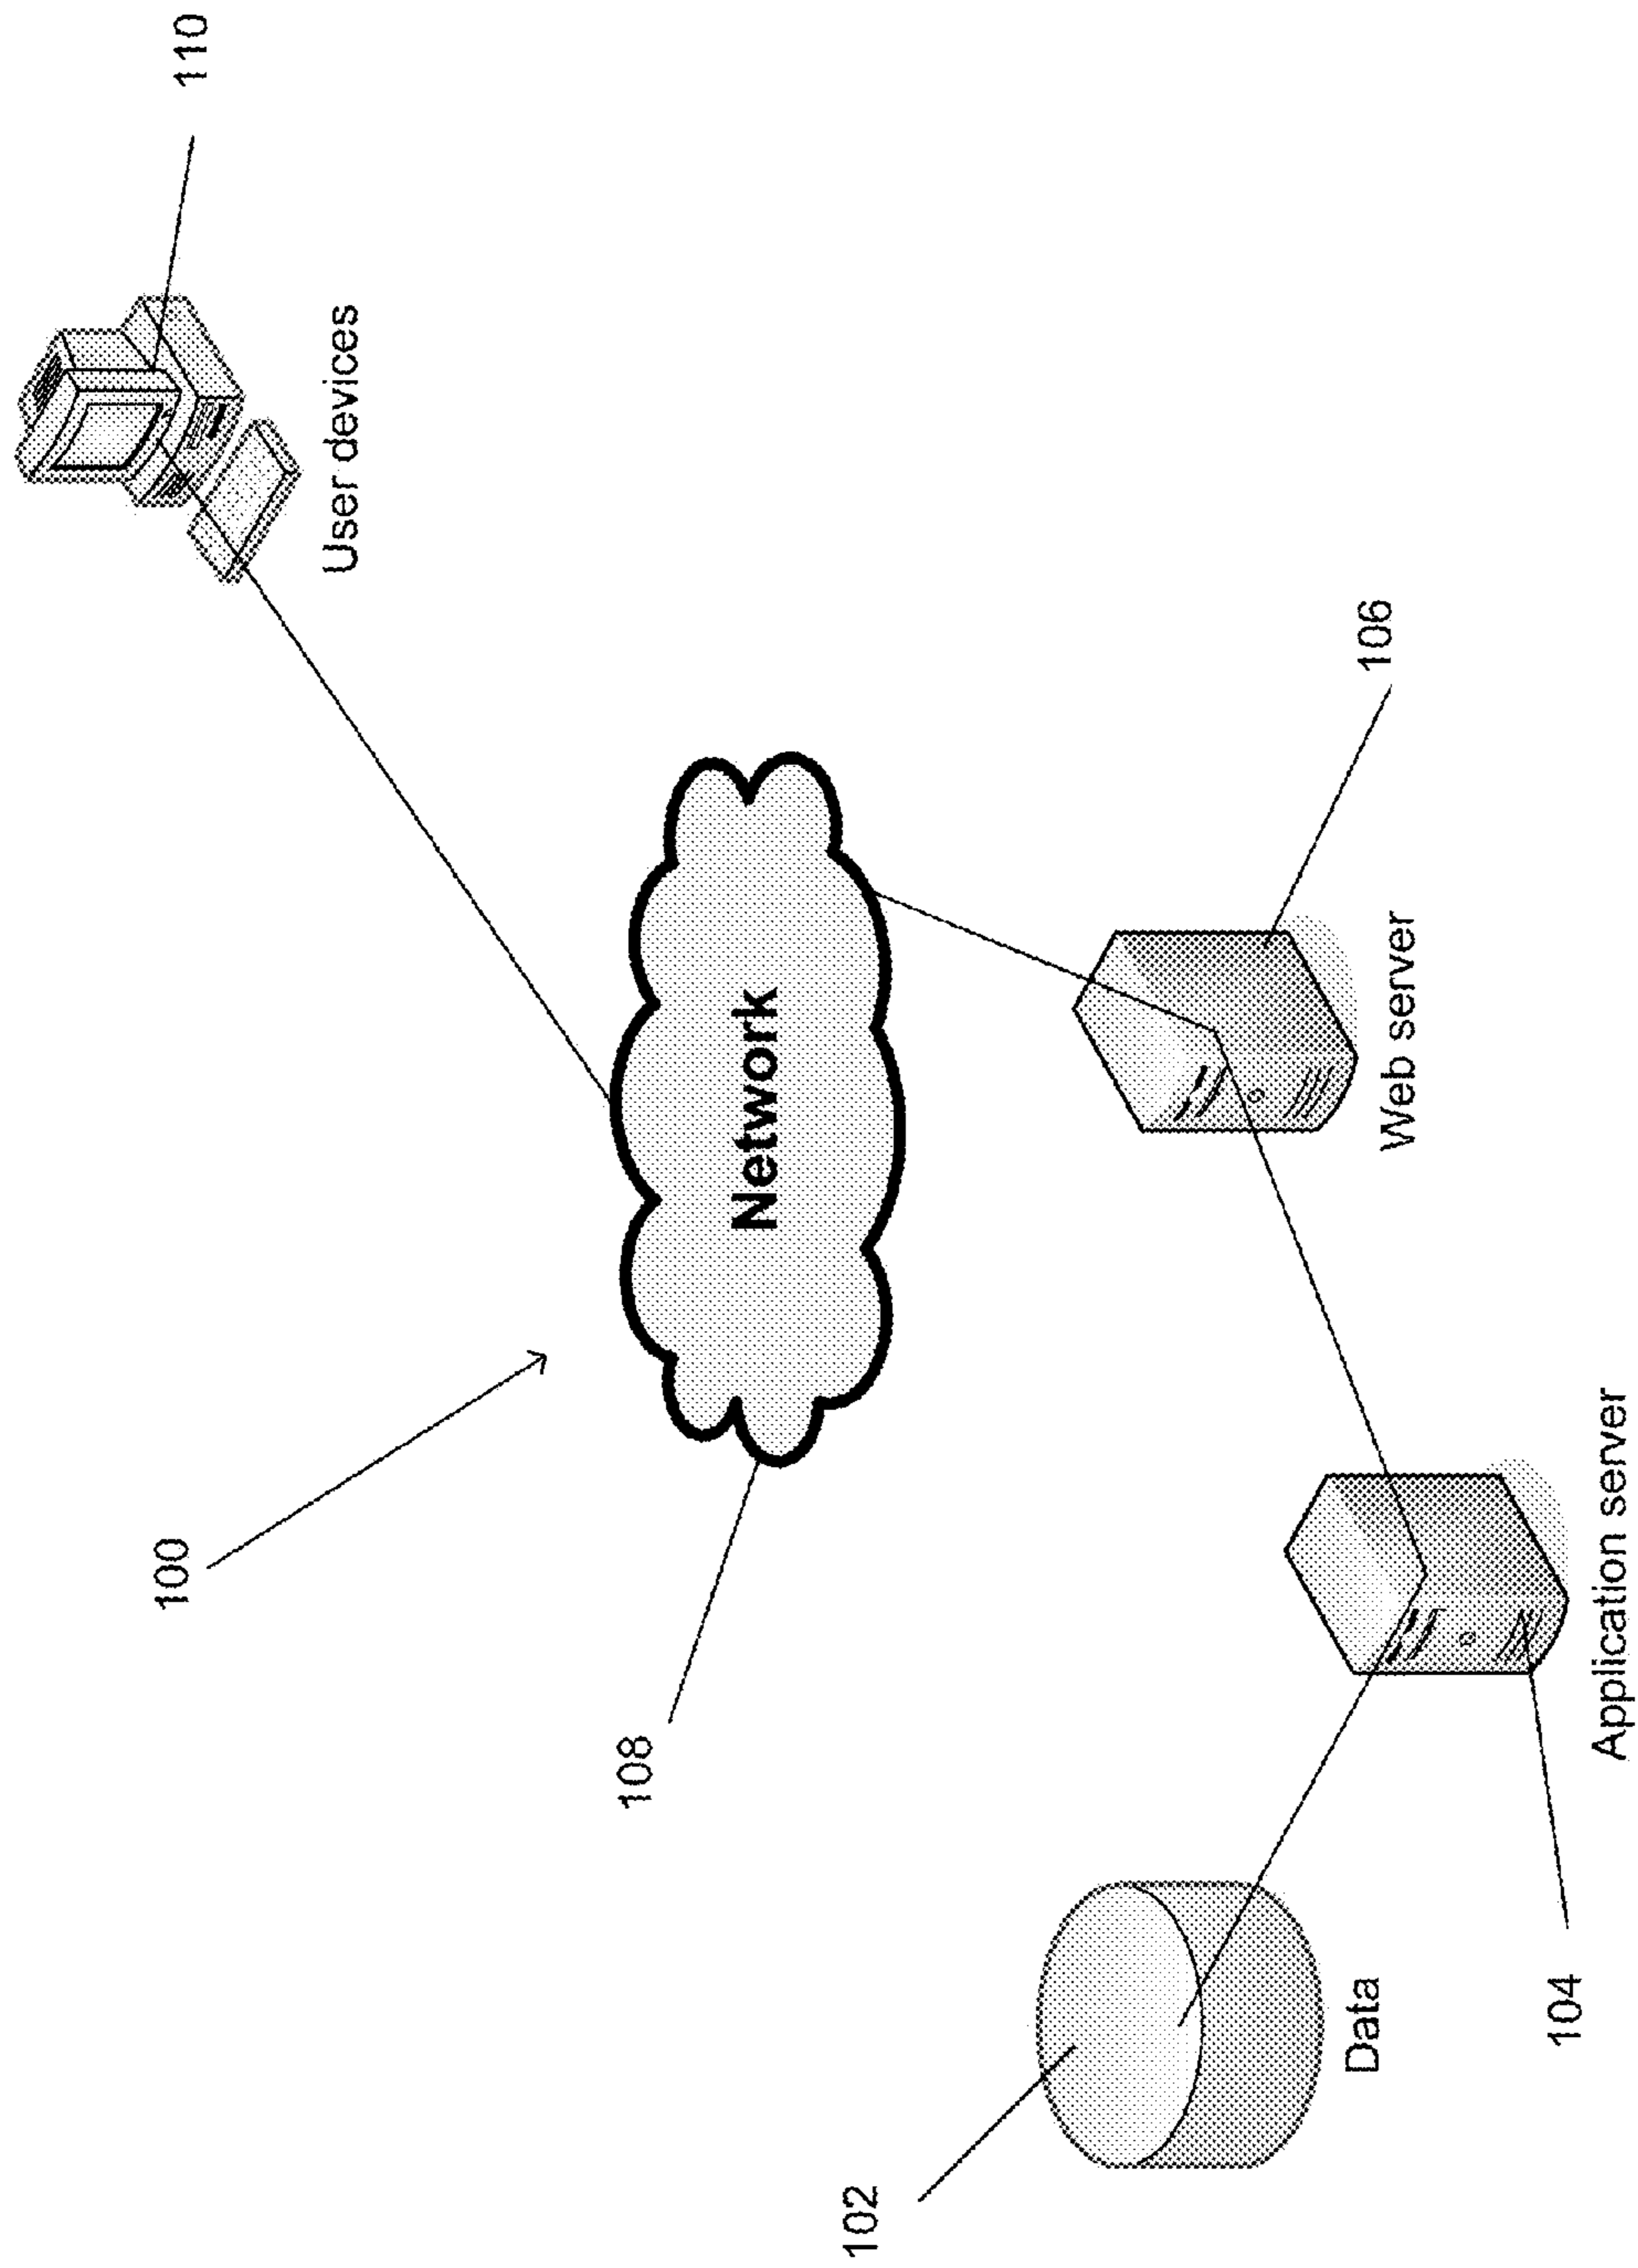 100
110
User devices
108
Network
102
106
Data
Web server
104
Application server